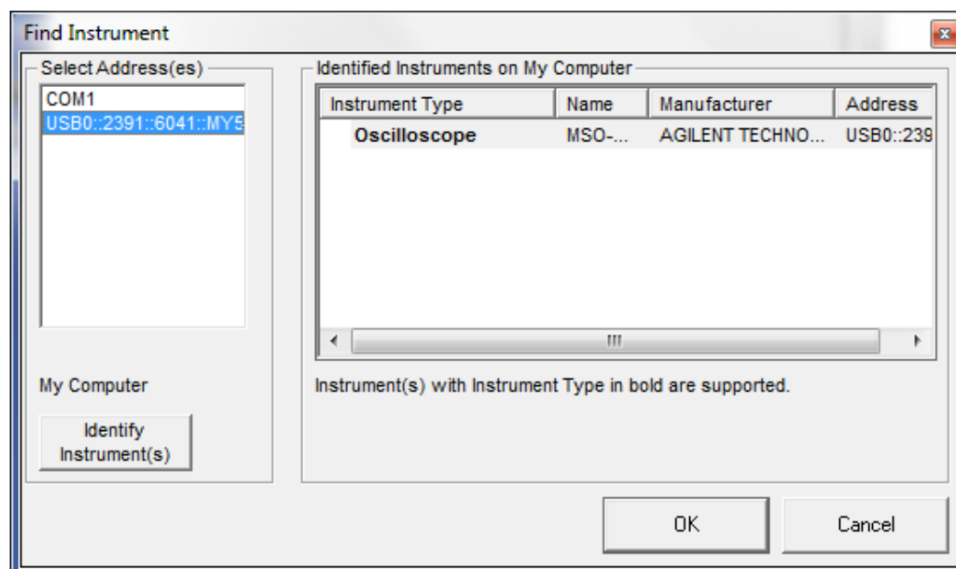 Find Instrument
Select Address(es)
COM1
USB0::2391::6041::MY5
My Computer
Identify
Instrument(s)
Identified Instruments on My Computer
Instrument Type Name Manufacturer Address
Oscilloscope MSO-... AGILENT TECHNO... USB0::239
Instrument(s) with Instrument Type in bold are supported.
OK Cancel